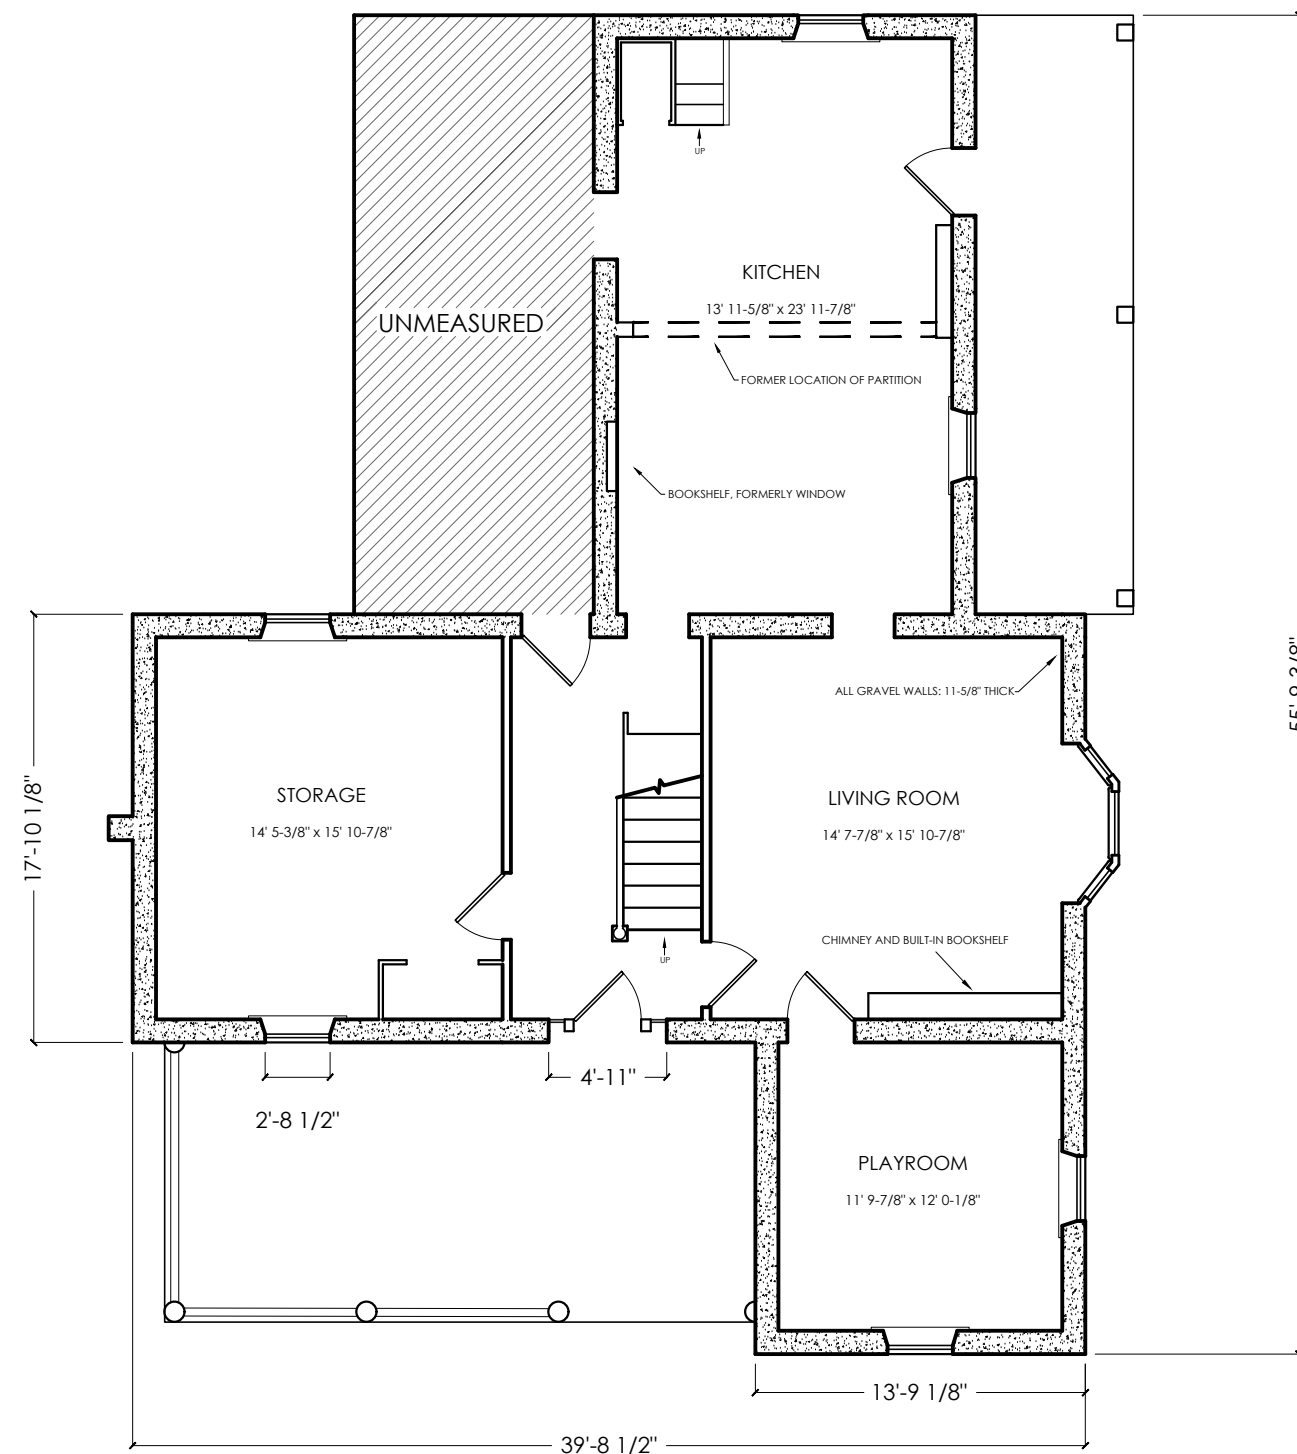 UP
KITCHEN
13' 11-5/8" x 23' 11-7/8"
UNMEASURED
FORMER LOCATION OF PARTITION
BOOKSHELF, FORMERLY WINDOW
ALL GRAVEL WALLS: 11-5/8" THICK
55'-9 3/8"
17'-10 1/8"
STORAGE
14' 5-3/8" x 15' 10-7/8"
LIVING ROOM
14' 7-7/8" x 15' 10-7/8"
CHIMNEY AND BUILT-IN BOOKSHELF
UP
4'-11"
2'-8 1/2"
PLAYROOM
11' 9-7/8" x 12' 0-1/8"
13'-9 1/8"
39'-8 1/2"